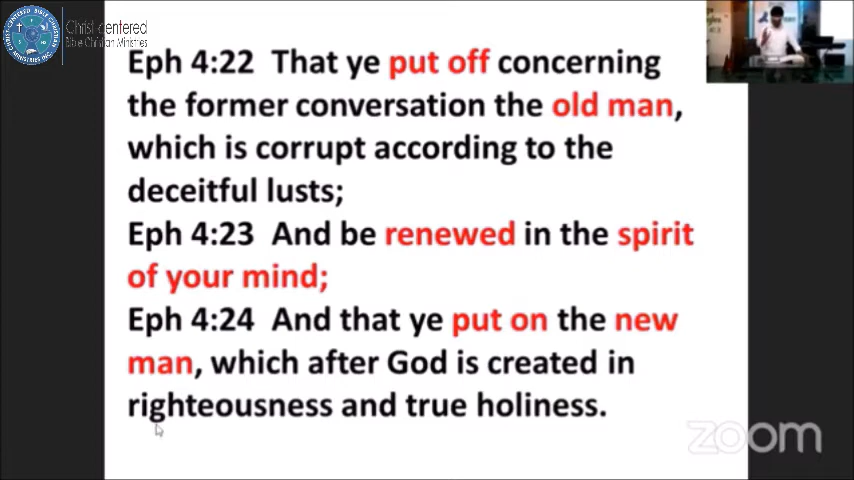 Christ centered
Bible Christian Ministries
Eph 4:22 That ye put off concerning
the former conversation the old man,
which is corrupt according to the
deceitful lusts;
Eph 4:23 And be renewed in the spirit
of your mind;
Eph 4:24 And that ye put on the new
man, which after God is created in
righteousness and true holiness.
zoom